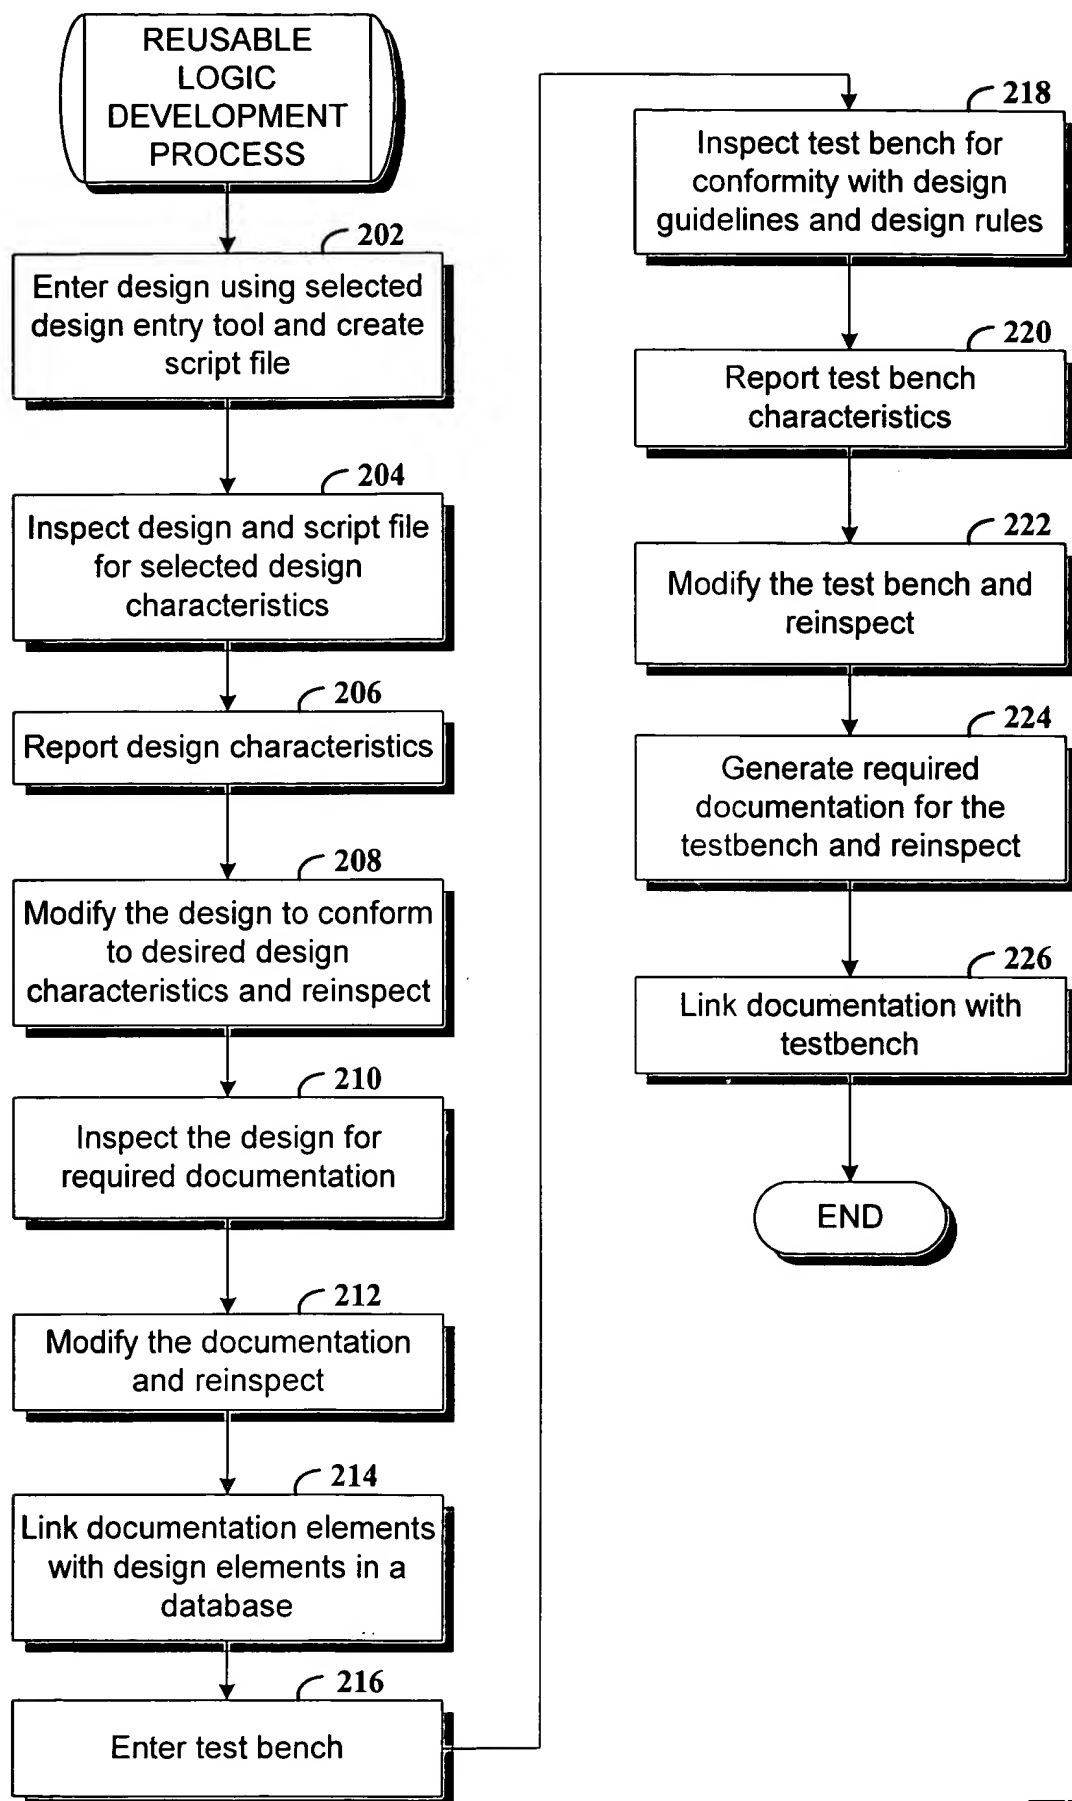 REUSABLE
LOGIC
DEVELOPMENT
PROCESS
202
Enter design using selected
design entry tool and create
script file
204
Inspect design and script file
for selected design
characteristics
206
Report design characteristics
208
Modify the design to conform
to desired design
characteristics and reinspect
210
Inspect the design for
required documentation
212
Modify the documentation
and reinspect
214
Link documentation elements
with design elements in a
database
216
Enter test bench
218
Inspect test bench for
conformity with design
guidelines and design rules
220
Report test bench
characteristics
222
Modify the test bench and
reinspect
224
Generate required
documentation for the
testbench and reinspect
226
Link documentation with
testbench
END